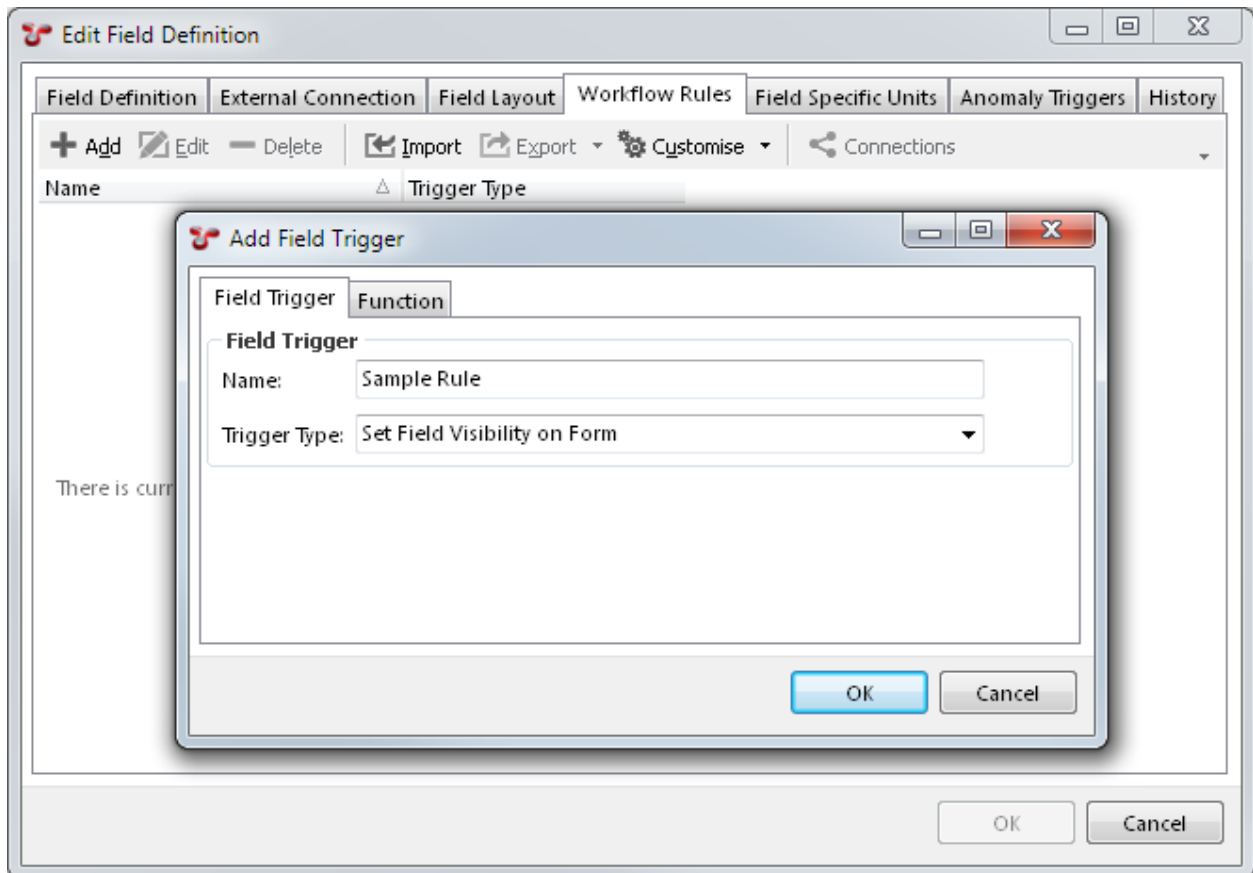 Edit Field Definition
Field Definition External Connection Field Layout Workflow Rules Field Specific Units Anomaly Triggers History
Add Edit Delete Import Export Customise Connections
Name Trigger Type
Add Field Trigger
Field Trigger Function
Field Trigger
Name: Sample Rule
Trigger Type: Set Field Visibility on Form
There is curr
OK Cancel
OK Cancel